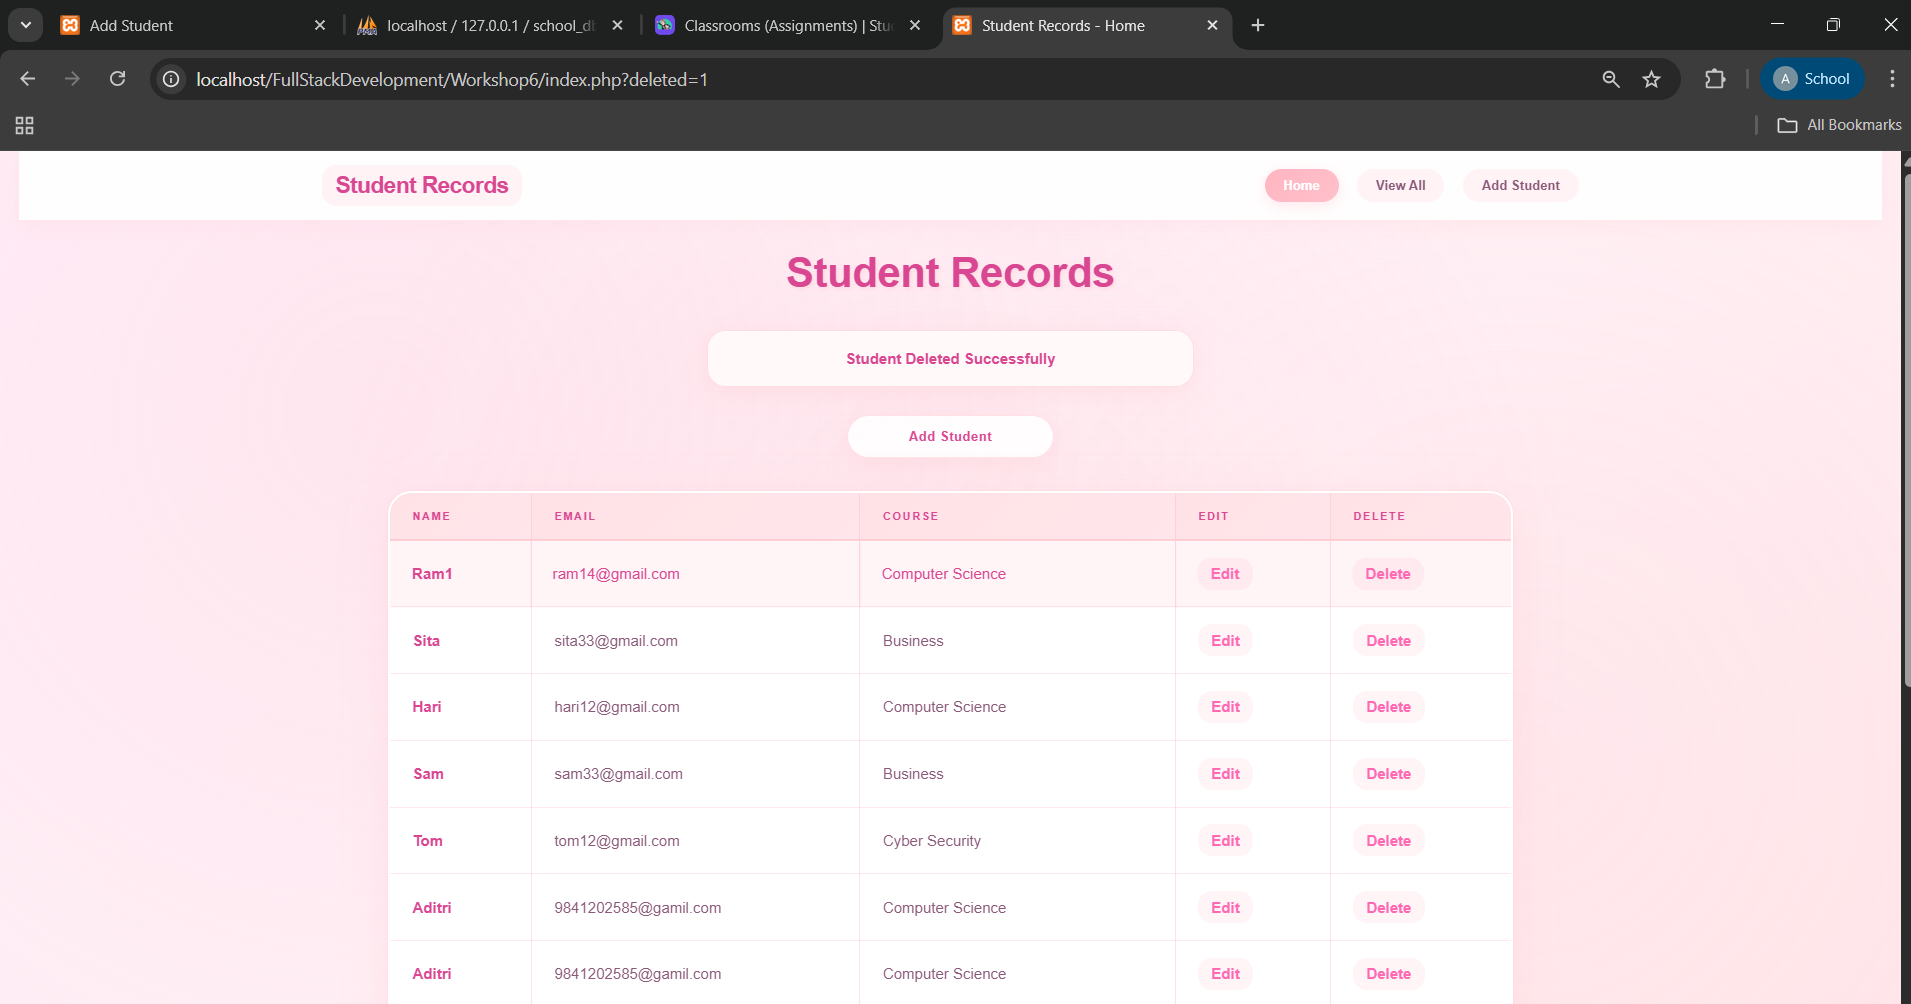 Add Student
localhost / 127.0.0.1 / school_db
Classrooms (Assignments) | Stu
Student Records - Home
localhost/FullStackDevelopment/Workshop6/index.php?deleted=1
A School
All Bookmarks
Student Records
Home View All Add Student
Student Records
Student Deleted Successfully
Add Student
NAME EMAIL COURSE EDIT DELETE
Ram1 ram14@gmail.com Computer Science Edit Delete
Sita sita33@gmail.com Business Edit Delete
Hari hari12@gmail.com Computer Science Edit Delete
Sam sam33@gmail.com Business Edit Delete
Tom tom12@gmail.com Cyber Security Edit Delete
Aditri 9841202585@gamil.com Computer Science Edit Delete
Aditri 9841202585@gamil.com Computer Science Edit Delete